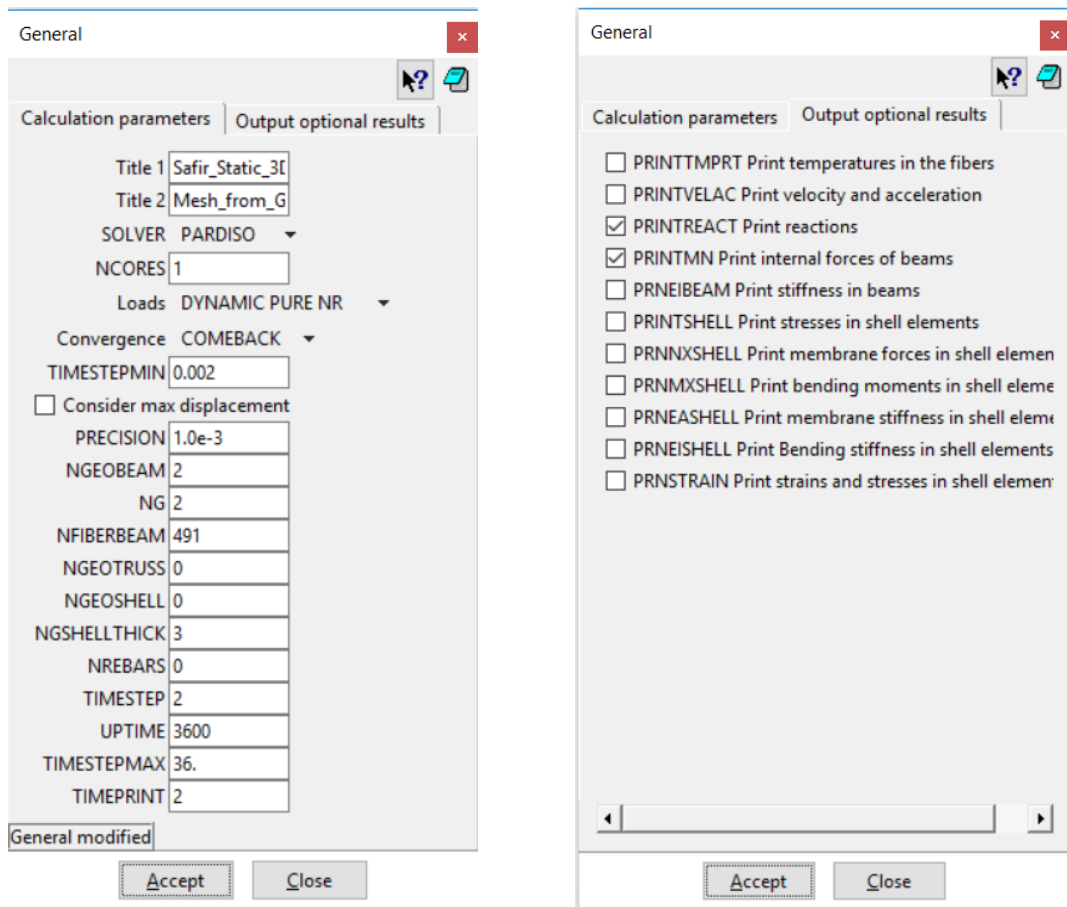 General
Calculation parameters
Output optional results
Title 1 Safir_Static_3D
Title 2 Mesh_from_G
SOLVER PARDISO
NCORES 1
Loads DYNAMIC PURE NR
Convergence COMEBACK
TIMESTEPMIN 0.002
Consider max displacement
PRECISION 1.0e-3
NGEOBEAM 2
NG 2
NFIBERBEAM 491
NGEOTRUSS 0
NGEOSHELL 0
NGSHELLTHICK 3
NREBARS 0
TIMESTEP 2
UPTIME 3600
TIMESTEPMAX 36.
TIMEPRINT 2
General modified
Accept
Close
General
Calculation parameters
Output optional results
PRINTTMPRT Print temperatures in the fibers
PRINTVELAC Print velocity and acceleration
PRINTREACT Print reactions
PRINTMN Print internal forces of beams
PRNEIBEAM Print stiffness in beams
PRINTSHELL Print stresses in shell elements
PRNNXSHELL Print membrane forces in shell elemen
PRNMXSHELL Print bending moments in shell eleme
PRNEASHELL Print membrane stiffness in shell eleme
PRNEISHELL Print Bending stiffness in shell elements
PRNSTRAIN Print strains and stresses in shell elemen
Accept
Close